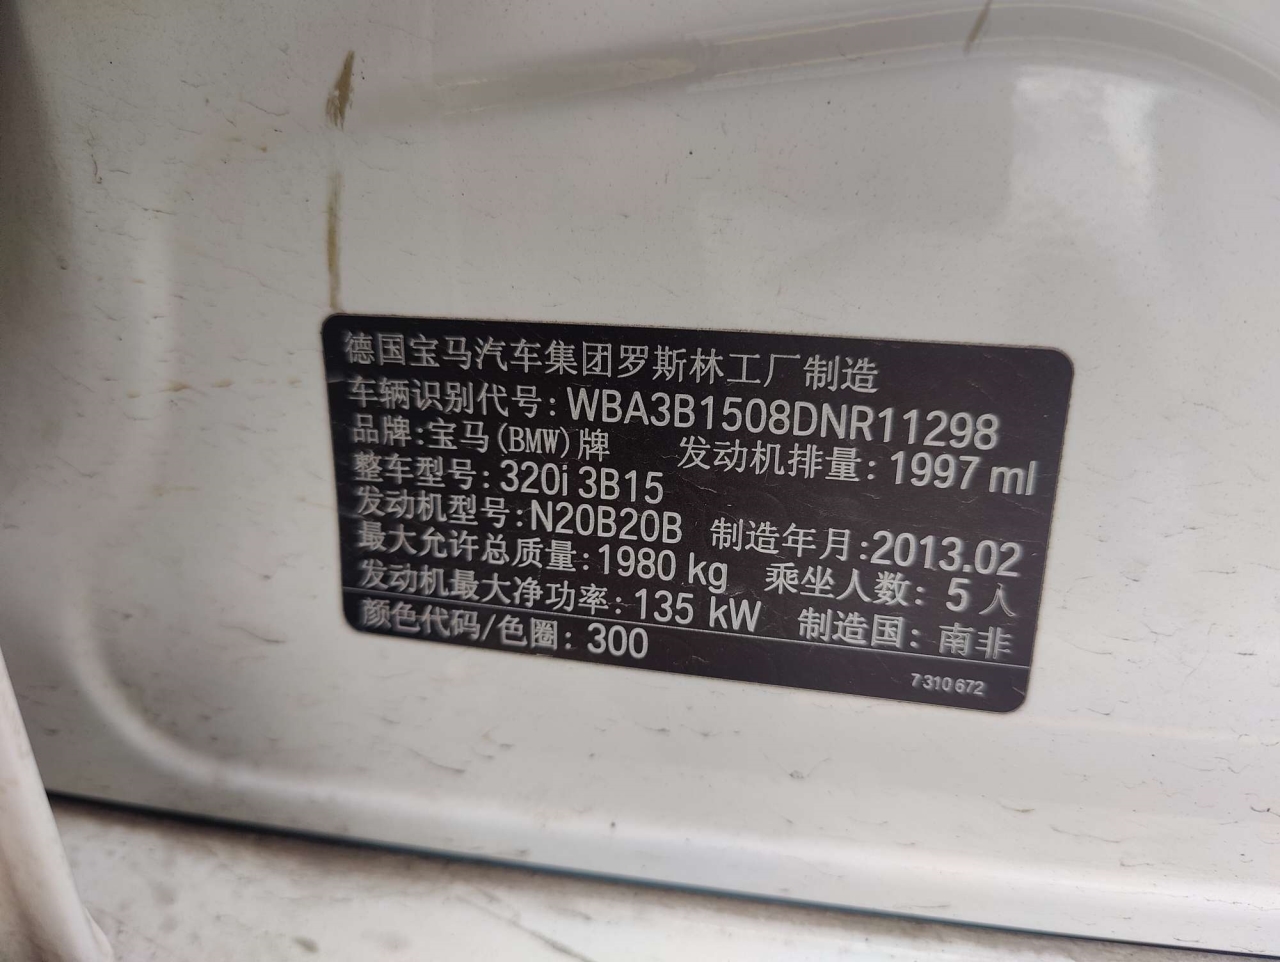 德国宝马汽车集团罗斯林工厂制造
车辆识别代号: WBA3B1508DNR11298
品牌: 宝马(BMW)牌 发动机排量: 1997 ml
整车型号: 320i 3B15
发动机型号: N20B20B 制造年月: 2013.02
最大允许总质量: 1980 kg 乘坐人数: 5 人
发动机最大净功率: 135 kW 制造国: 南非
颜色代码/色圈: 300
7 310 672